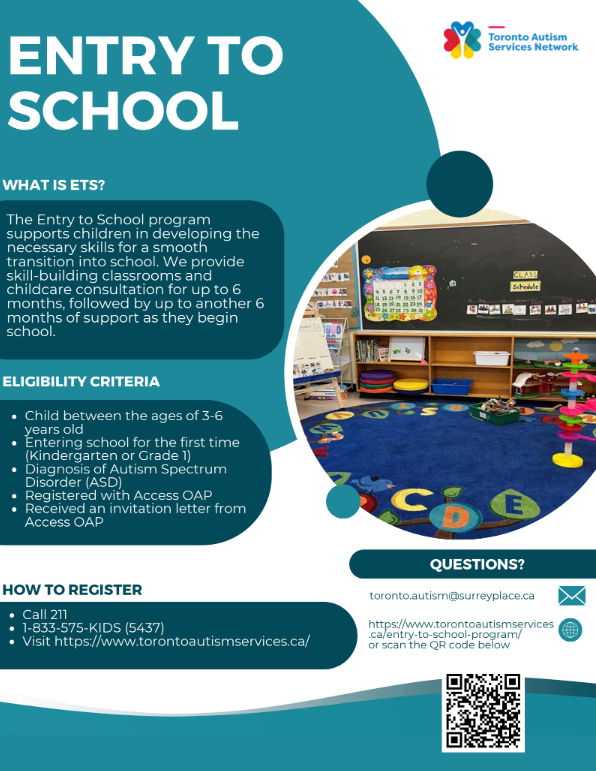 ENTRY TO
SCHOOL
Toronto Autism
Services Network
WHAT IS ETS?
The Entry to School program
supports children in developing the
necessary skills for a smooth
transition into school. We provide
skill-building classrooms and
childcare consultation for up to 6
months, followed by up to another 6
months of support as they begin
school.
CLASS
Schedule
ELIGIBILITY CRITERIA
• Child between the ages of 3-6
years old
• Entering school for the first time
(Kindergarten or Grade 1)
• Diagnosis of Autism Spectrum
Disorder (ASD)
• Registered with Access OAP
• Received an invitation letter from
Access OAP
C
D
E
HOW TO REGISTER
• Call 211
• 1-833-575-KIDS (5437)
• Visit https://www.torontoautismservices.ca/
QUESTIONS?
toronto.autism@surreyplace.ca
https://www.torontoautismservices
.ca/entry-to-school-program/
or scan the QR code below